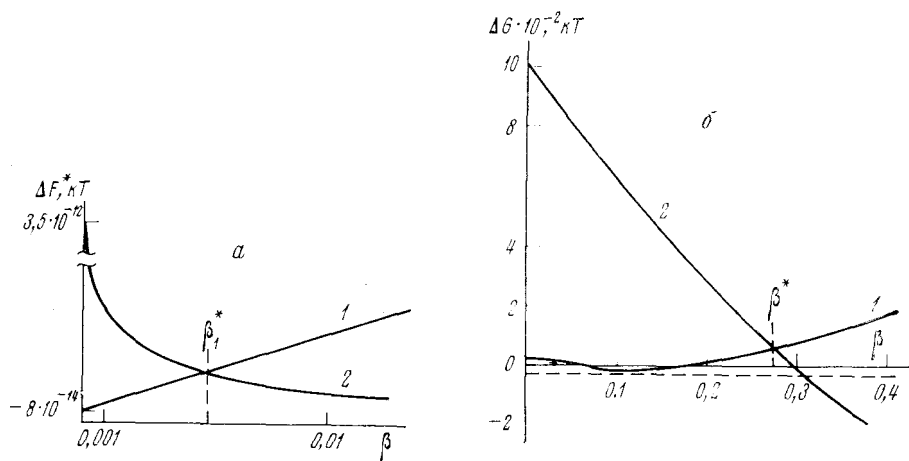 ΔF,* кТ
3,5·10⁻¹²
а
1
β₁*
2
−8·10⁻¹⁴
0,001
0,01
β
ΔG·10,⁻² кТ
10
8
б
2
4
β*
2
1
β
0
0.1
0,2
0,3
0,4
−2